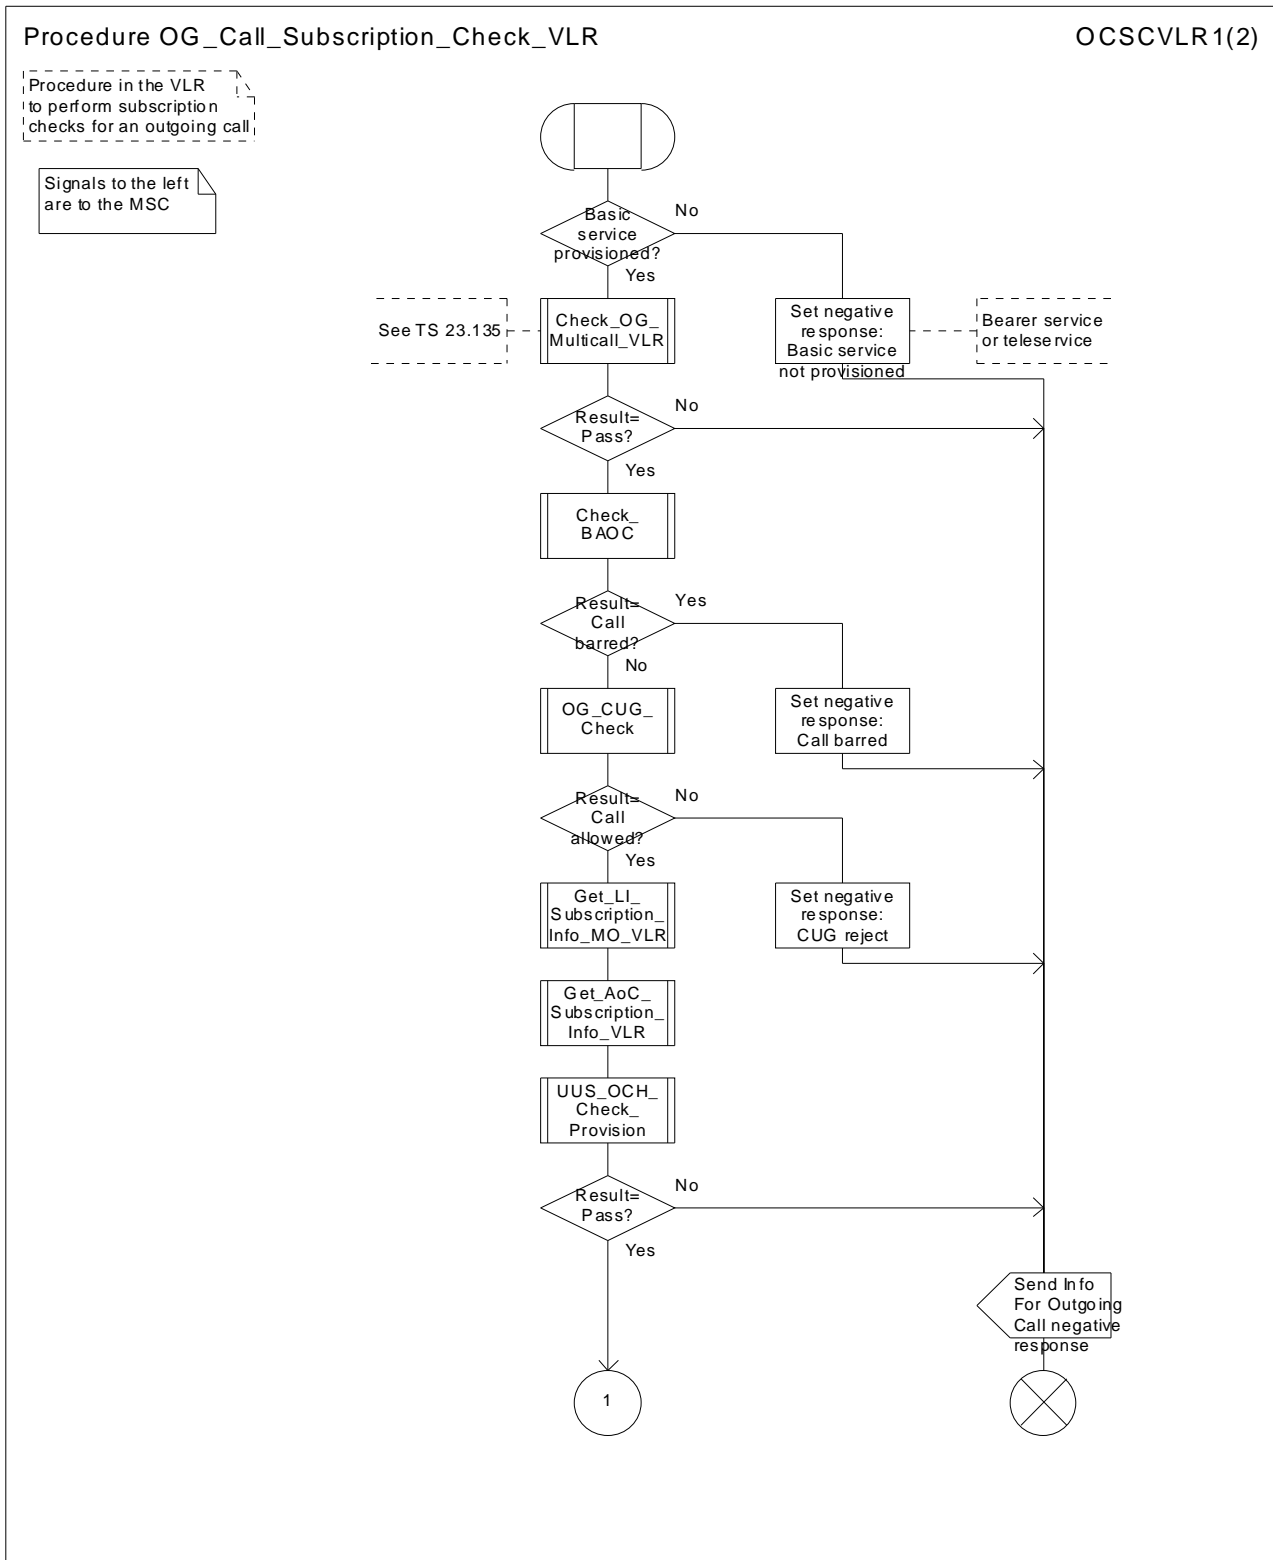 Procedure OG_Call_Subscription_Check_VLR
OCSCVLR1(2)
Procedure in the VLR
to perform subscription
checks for an outgoing call
Signals to the left
are to the MSC
Basic
service
provisioned?
No
Yes
See TS 23.135
Check_OG_
Multicall_VLR
Set negative
response:
Basic service
not provisioned
Bearer service
or teleservice
Result=
Pass?
No
Yes
Check_
BAOC
Result=
Call
barred?
Yes
No
OG_CUG_
Check
Set negative
response:
Call barred
Result=
Call
allowed?
No
Yes
Get_LI_
Subscription_
Info_MO_VLR
Set negative
response:
CUG reject
Get_AoC_
Subscription_
Info_VLR
UUS_OCH_
Check_
Provision
Result=
Pass?
No
Yes
Send Info
For Outgoing
Call negative
response
1